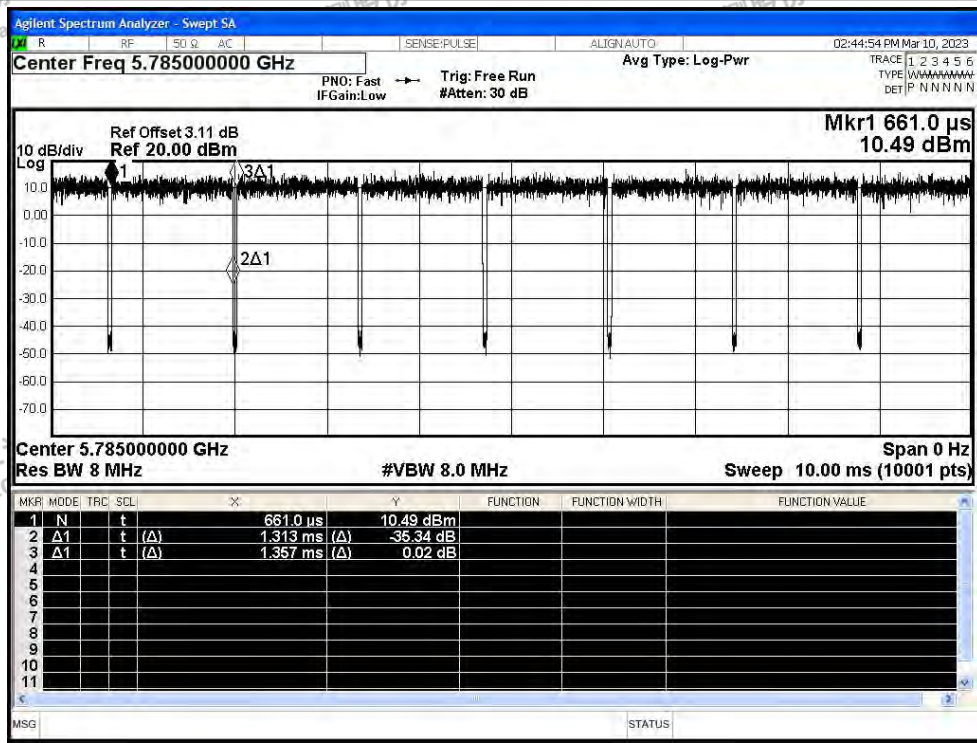 Agilent Spectrum Analyzer - Swept SA
R RF 50 Ω AC SENSE:PULSE ALIGNAUTO 02:44:54 PM Mar 10, 2023
Center Freq 5.785000000 GHz Avg Type: Log-Pwr TRACE 1 2 3 4 5 6
PNO: Fast Trig: Free Run TYPE WWWWWW
IFGain:Low #Atten: 30 dB DET P N N N N N
Mkr1 661.0 µs
Ref Offset 3.11 dB
10 dB/div Ref 20.00 dBm 10.49 dBm
Log
1 3Δ1
10.0
0.00
-10.0
2Δ1
-20.0
-30.0
-40.0
-50.0
-60.0
-70.0
Center 5.785000000 GHz Span 0 Hz
Res BW 8 MHz #VBW 8.0 MHz Sweep 10.00 ms (10001 pts)
MKR MODE TRC SCL X Y FUNCTION FUNCTION WIDTH FUNCTION VALUE
1 N t 661.0 µs 10.49 dBm
2 Δ1 t (Δ) 1.313 ms (Δ) -35.34 dB
3 Δ1 t (Δ) 1.357 ms (Δ) 0.02 dB
4
5
6
7
8
9
10
11
MSG STATUS